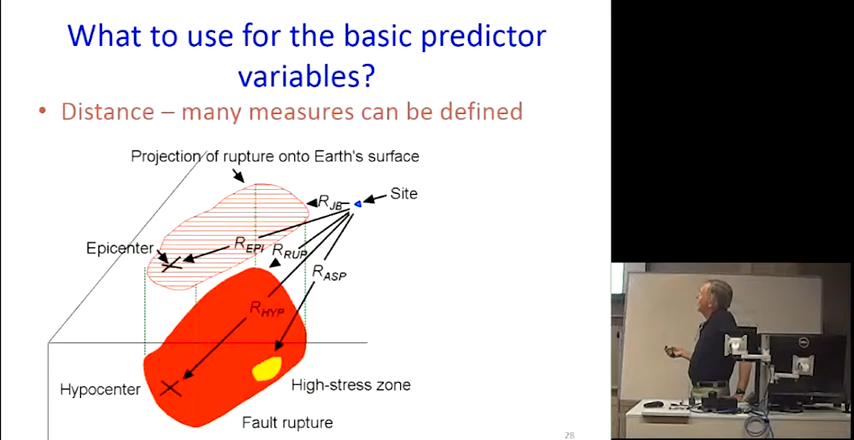 What to use for the basic predictor
variables?
• Distance – many measures can be defined
Projection of rupture onto Earth's surface
Site
R_JB
Epicenter
R_EPI
R_RUP
R_ASP
R_HYP
Hypocenter
High-stress zone
Fault rupture
28
DELL